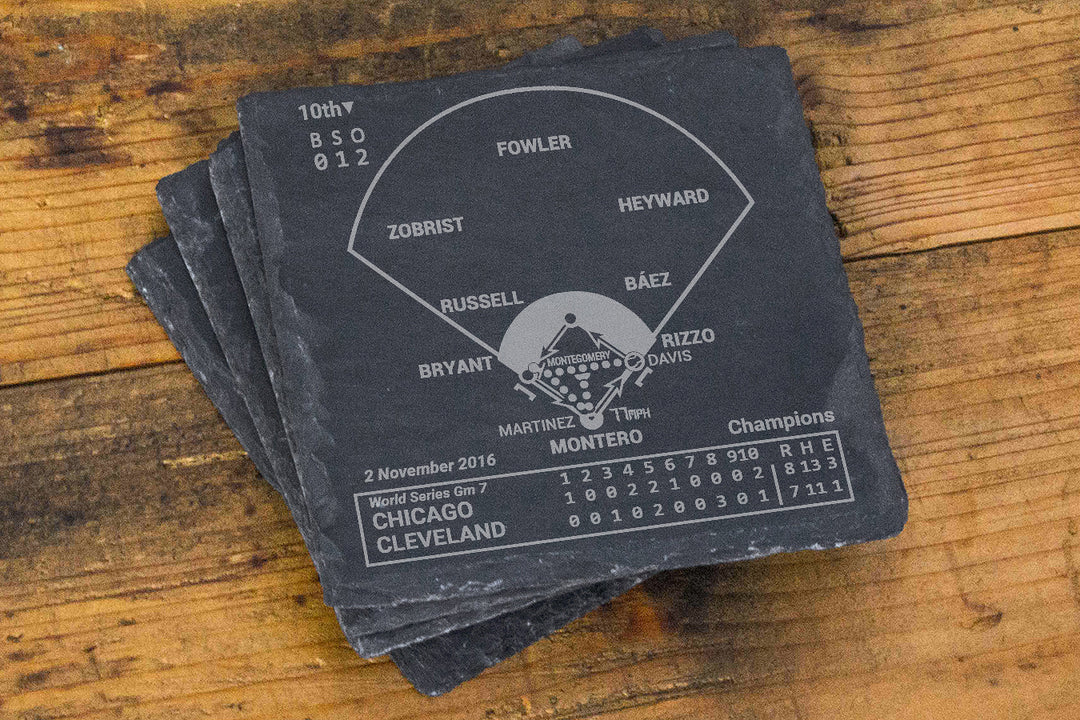 10th▼
B S O
0 1 2
FOWLER
HEYWARD
ZOBRIST
BÁEZ
RUSSELL
RIZZO
MONTEGOMERY
DAVIS
BRYANT
77MPH
MARTINEZ
MONTERO
Champions
2 November 2016
1 2 3 4 5 6 7 8 9 10 R H E
World Series Gm 7
CHICAGO 1 0 0 2 2 1 0 0 0 2 8 13 3
CLEVELAND 0 0 1 0 2 0 0 3 0 1 7 11 1